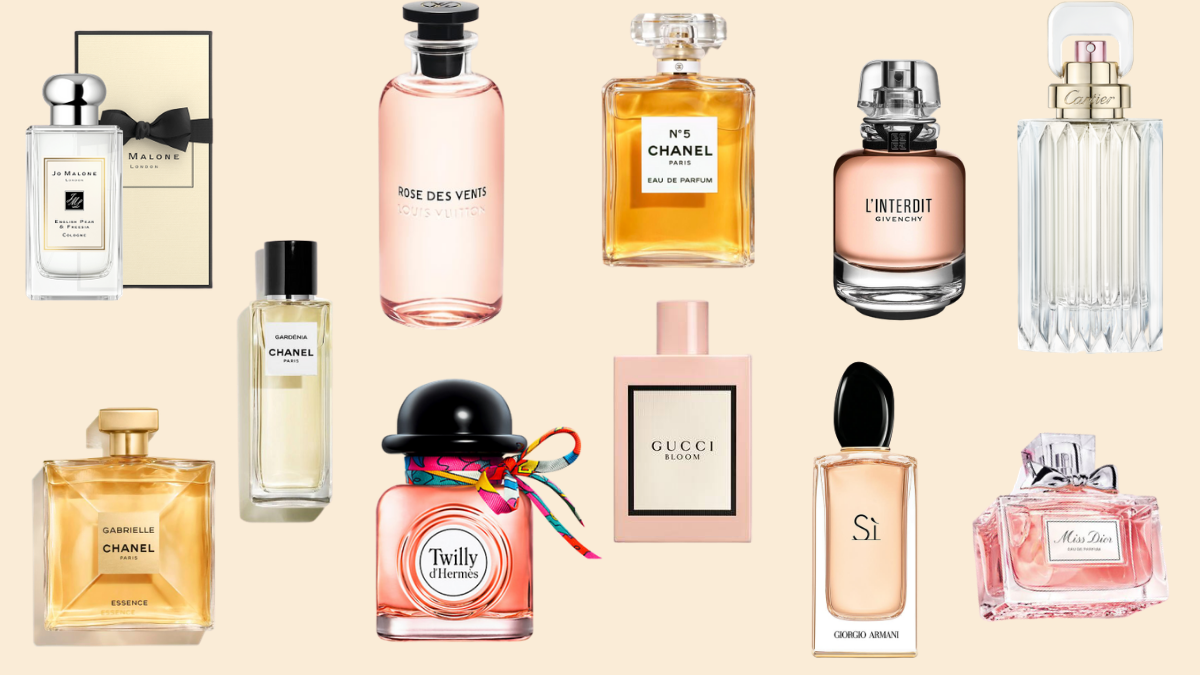 MALONE
LONDON
JO MALONE
LONDON
ENGLISH PEAR
& FREESIA
COLOGNE
ROSE DES VENTS
LOUIS VUITTON
N°5
CHANEL
PARIS
EAU DE PARFUM
L'INTERDIT
GIVENCHY
Cartier
GARDÉNIA
CHANEL
PARIS
GABRIELLE
CHANEL
PARIS
ESSENCE
Twilly
d'Hermès
GUCCI
BLOOM
Sì
GIORGIO ARMANI
Miss Dior
EAU DE PARFUM